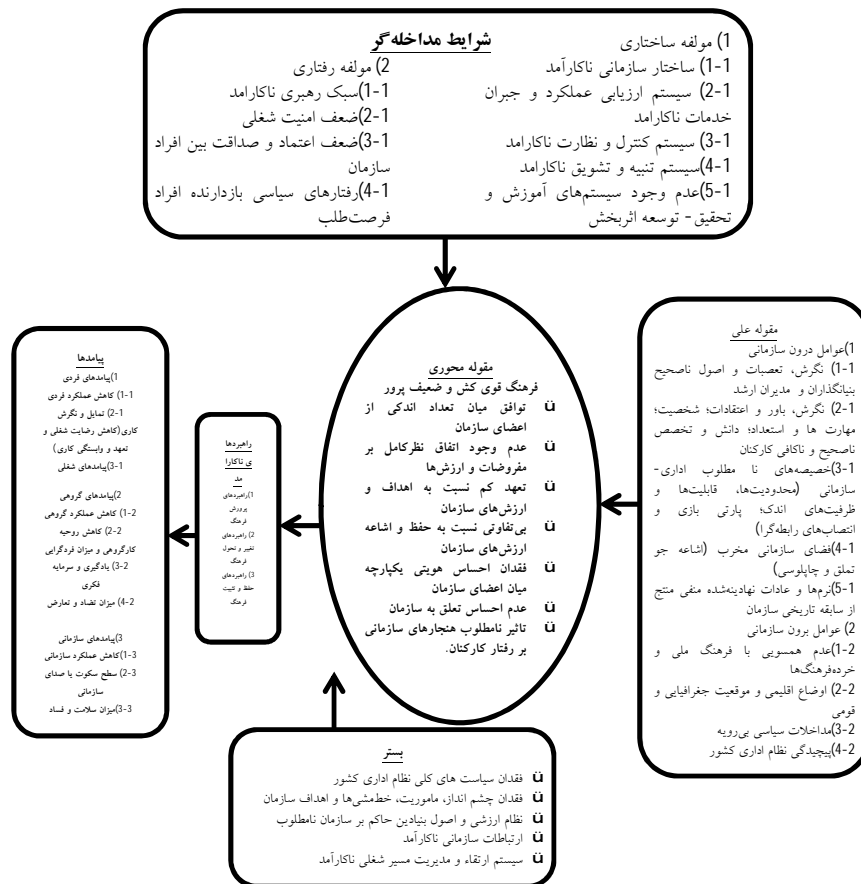 شرایط مداخله‌گر
1) مولفه ساختاری
1-1) ساختار سازمانی ناکارآمد
2-1) سیستم ارزیابی عملکرد و جبران
خدمات ناکارامد
3-1) سیستم کنترل و نظارت ناکارامد
4-1)سیستم تنبیه و تشویق ناکارامد
5-1)عدم وجود سیستم‌های آموزش و
تحقیق - توسعه اثربخش
2) مولفه رفتاری
1-1)سبک رهبری ناکارامد
2-1)ضعف امنیت شغلی
3-1)ضعف اعتماد و صداقت بین افراد
سازمان
4-1)رفتارهای سیاسی بازدارنده افراد
فرصت‌طلب
مقوله علی
1)عوامل درون سازمانی
1-1) نگرش، تعصبات و اصول ناصحیح
بنیانگذاران و مدیران ارشد
2-1) نگرش، باور و اعتقادات؛ شخصیت؛
مهارت ها و استعداد؛ دانش و تخصص
ناصحیح و ناکافی کارکنان
3-1)خصیصه‌های نا مطلوب اداری-
سازمانی (محدودیت‌ها، قابلیت‌ها و
ظرفیت‌های اندک؛ پارتی بازی و
انتصاب‌های رابطه‌گرا)
4-1)فضای سازمانی مخرب (اشاعه جو
تملق و چاپلوسی)
5-1)نرم‌ها و عادات نهادینه‌شده منفی منتج
از سابقه تاریخی سازمان
2) عوامل برون سازمانی
1-2)عدم همسویی با فرهنگ ملی و
خرده‌فرهنگ‌ها
2-2) اوضاع اقلیمی و موقعیت جغرافیایی و
قومی
3-2)مداخلات سیاسی بی‌رویه
4-2)پیچیدگی نظام اداری کشور
مقوله محوری
فرهنگ قوی کش و ضعیف پرور
ü توافق میان تعداد اندکی از
اعضای سازمان
ü عدم وجود اتفاق نظرکامل بر
مفروضات و ارزش‌ها
ü تعهد کم نسبت به اهداف و
ارزش‌های سازمان
ü بی‌تفاوتی نسبت به حفظ و اشاعه
ارزش‌های سازمان
ü فقدان احساس هویتی یکپارچه
میان اعضای سازمان
ü عدم احساس تعلق به سازمان
ü تاثیر نامطلوب هنجارهای سازمانی
بر رفتار کارکنان.
راهبردها
ی ناکارا
مد
1)راهبردهای
پرورش
فرهنگ
2) راهبردهای
تغییر و تحول
فرهنگ
3) راهبردهای
حفظ و تثبیت
فرهنگ
پیامدها
1)پیامدهای فردی
1-1) کاهش عملکرد فردی
2-1) تمایل و نگرش
کاری(کاهش رضایت شغلی و
تعهد و وابستگی کاری)
3-1)پیامدهای شغلی
2)پیامدهای گروهی
1-2) کاهش عملکرد گروهی
2-2) کاهش روحیه
کارگروهی و میزان فردگرایی
3-2) یادگیری و سرمایه
فکری
4-2) میزان تضاد و تعارض
3)پیامدهای سازمانی
1-3)کاهش عملکرد سازمانی
2-3) سطح سکوت یا صدای
سازمانی
3-3)میزان سلامت و فساد
بستر
ü فقدان سیاست های کلی نظام اداری کشور
ü فقدان چشم انداز، ماموریت، خط‌مشی‌ها و اهداف سازمان
ü نظام ارزشی و اصول بنیادین حاکم بر سازمان نامطلوب
ü ارتباطات سازمانی ناکارآمد
ü سیستم ارتقاء و مدیریت مسیر شغلی ناکارآمد